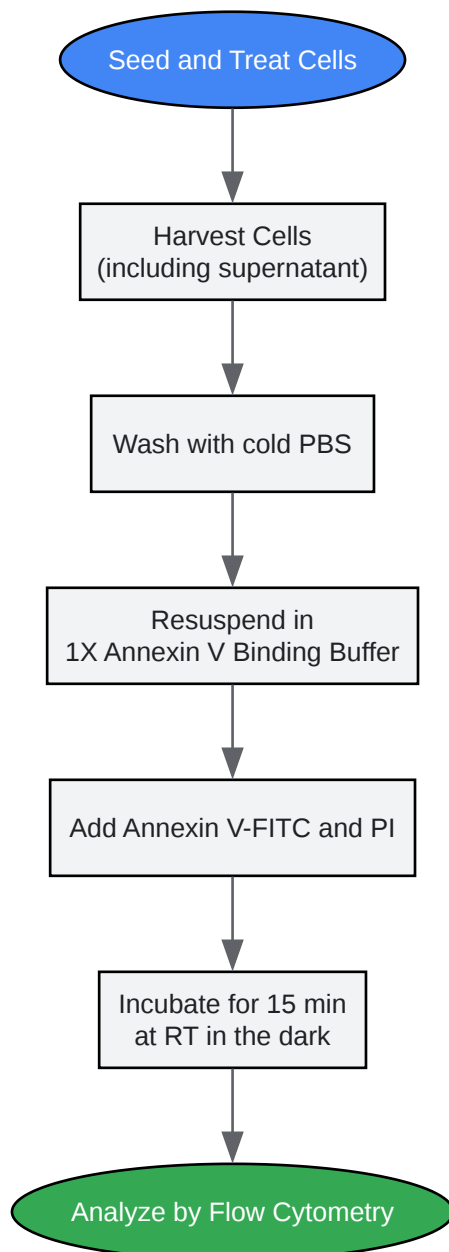 Seed and Treat Cells
Harvest Cells
(including supernatant)
Wash with cold PBS
Resuspend in
1X Annexin V Binding Buffer
Add Annexin V-FITC and PI
Incubate for 15 min
at RT in the dark
Analyze by Flow Cytometry